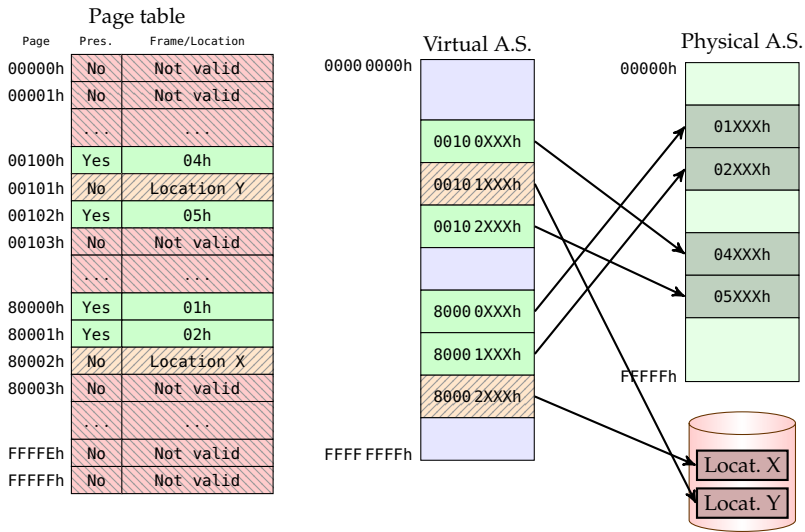 Page table
Page Pres. Frame/Location
00000h No Not valid
00001h No Not valid
... ...
00100h Yes 04h
00101h No Location Y
00102h Yes 05h
00103h No Not valid
... ...
80000h Yes 01h
80001h Yes 02h
80002h No Location X
80003h No Not valid
... ...
FFFFEh No Not valid
FFFFFh No Not valid
Virtual A.S.
0000 0000h
0010 0XXXh
0010 1XXXh
0010 2XXXh
8000 0XXXh
8000 1XXXh
8000 2XXXh
FFFF FFFFh
Physical A.S.
00000h
01XXXh
02XXXh
04XXXh
05XXXh
FFFFFh
Locat. X
Locat. Y